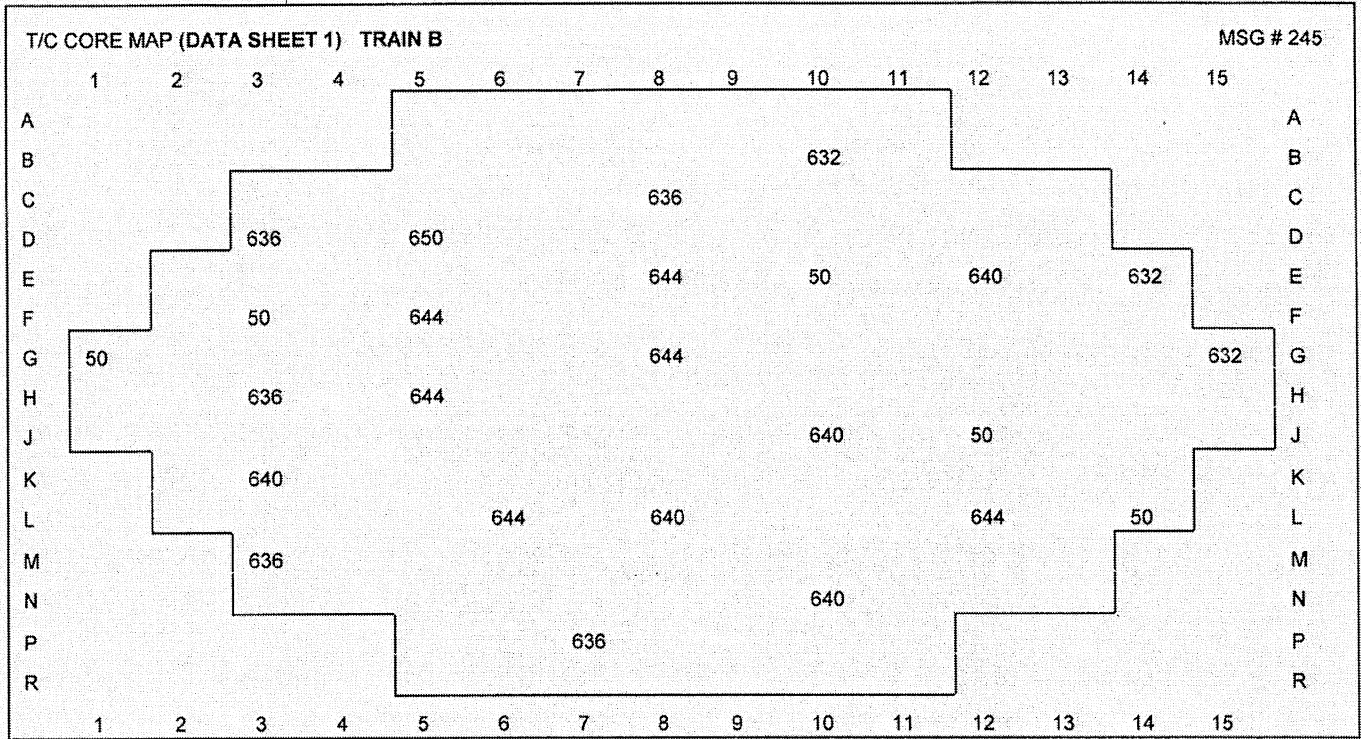 T/C CORE MAP (DATA SHEET 1) TRAIN B MSG # 245
1 2 3 4 5 6 7 8 9 10 11 12 13 14 15
A A
B 632 B
C 636 C
D 636 650 D
E 644 50 640 632 E
F 50 644 F
G 50 644 632 G
H 636 644 H
J 640 50 J
K 640 K
L 644 640 644 50 L
M 636 M
N 640 N
P 636 P
R R
1 2 3 4 5 6 7 8 9 10 11 12 13 14 15